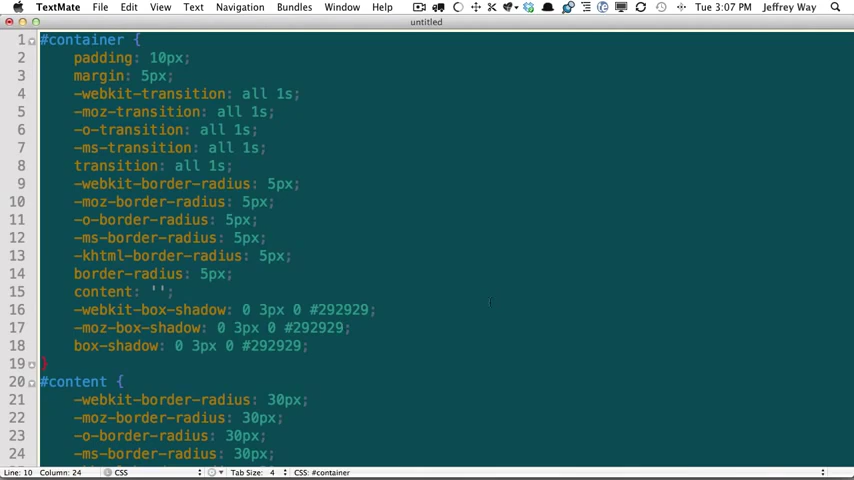 TextMate File Edit View Text Navigation Bundles Window Help Tue 3:07 PM Jeffrey Way
untitled
1 #container {
2 padding: 10px;
3 margin: 5px;
4 -webkit-transition: all 1s;
5 -moz-transition: all 1s;
6 -o-transition: all 1s;
7 -ms-transition: all 1s;
8 transition: all 1s;
9 -webkit-border-radius: 5px;
10 -moz-border-radius: 5px;
11 -o-border-radius: 5px;
12 -ms-border-radius: 5px;
13 -khtml-border-radius: 5px;
14 border-radius: 5px;
15 content: '';
16 -webkit-box-shadow: 0 3px 0 #292929;
17 -moz-box-shadow: 0 3px 0 #292929;
18 box-shadow: 0 3px 0 #292929;
19 }
20 #content {
21 -webkit-border-radius: 30px;
22 -moz-border-radius: 30px;
23 -o-border-radius: 30px;
24 -ms-border-radius: 30px;
Line: 10 Column: 24 CSS Tab Size: 4 CSS: #container